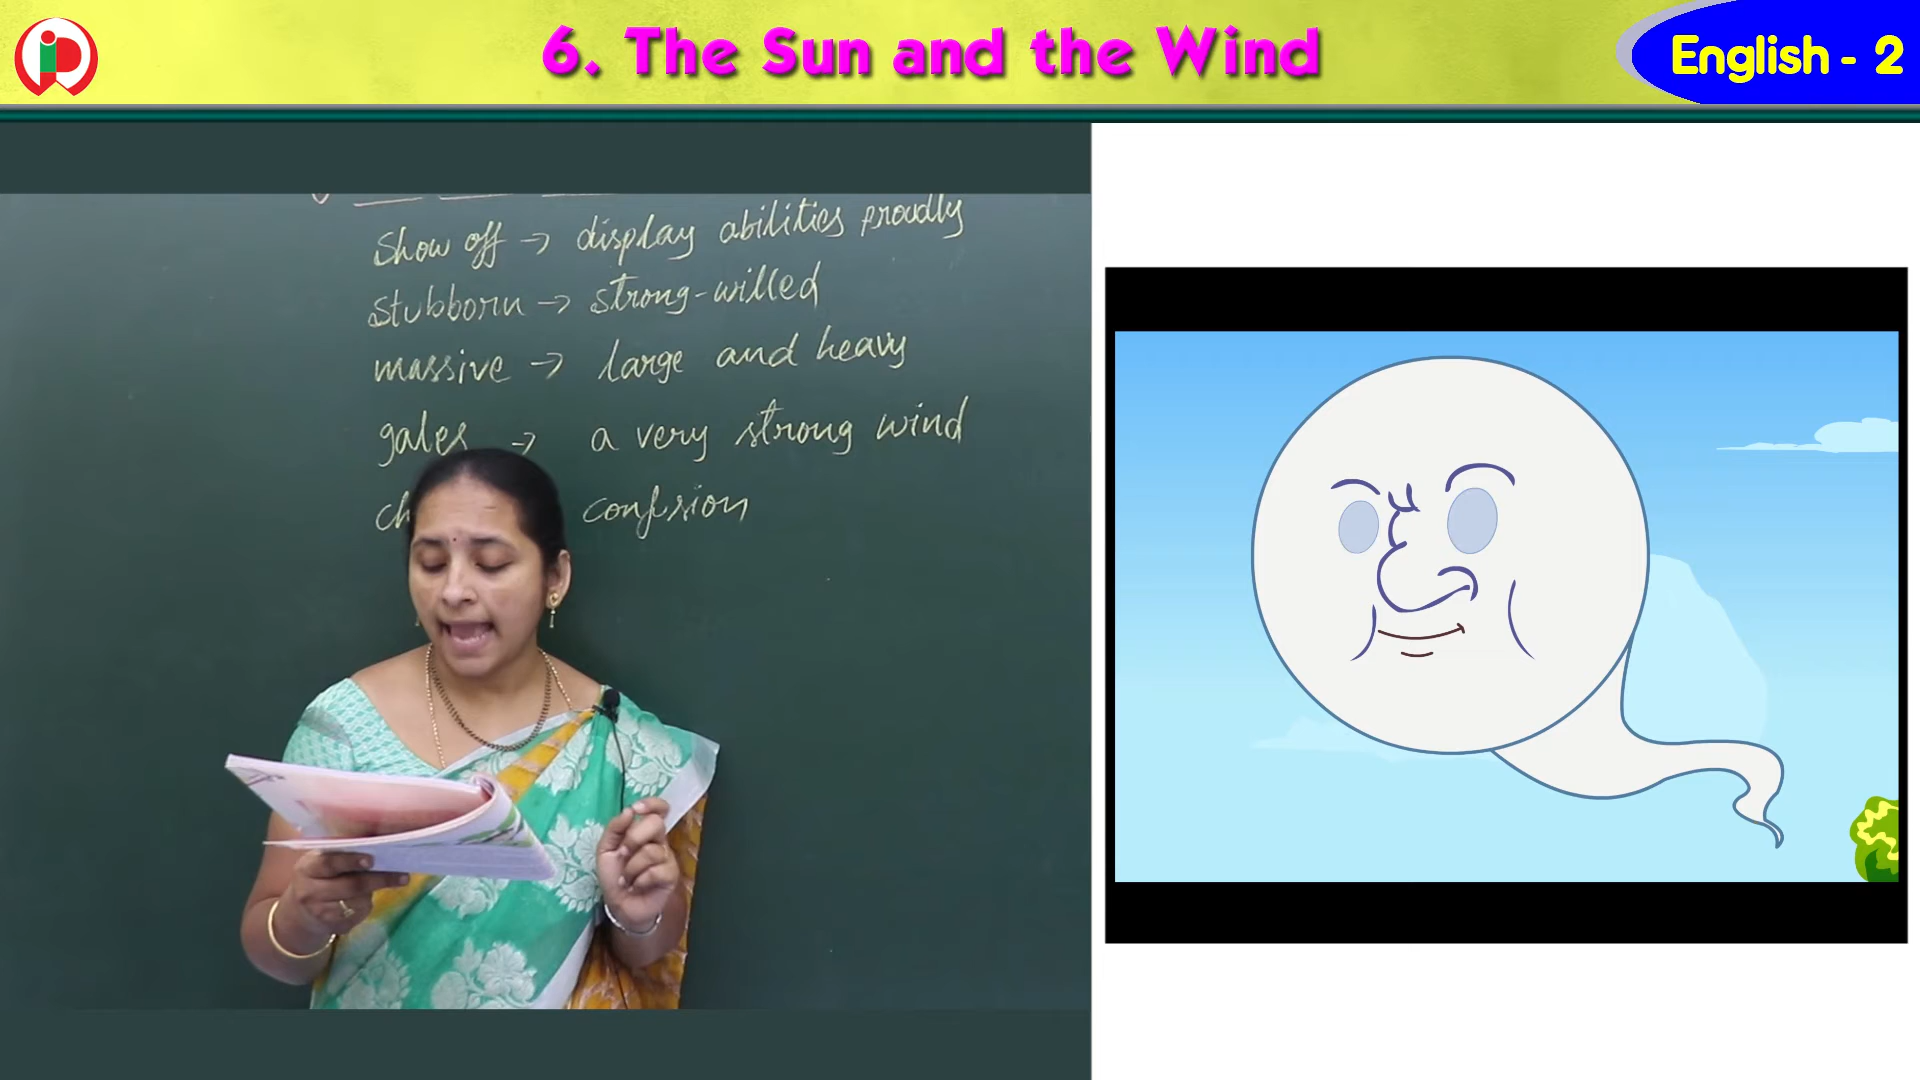 6. The Sun and the Wind
English - 2
Show off → display abilities proudly
stubborn → strong-willed
massive → large and heavy
gales → a very strong wind
confusion